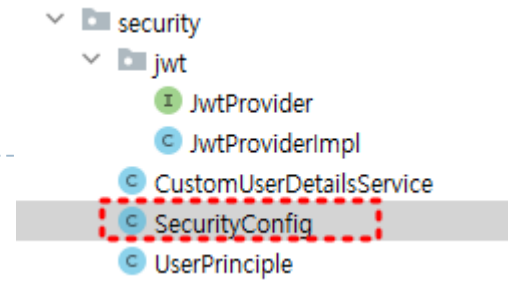 security
jwt
I JwtProvider
C JwtProviderImpl
C CustomUserDetailsService
C SecurityConfig
C UserPrinciple